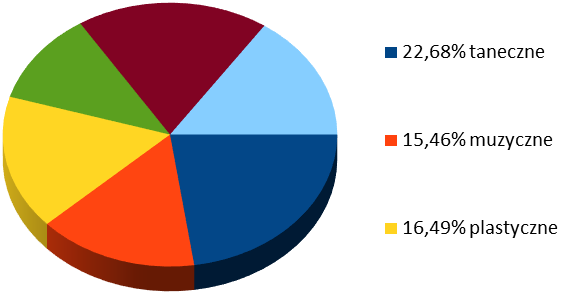 22,68% taneczne
15,46% muzyczne
16,49% plastyczne